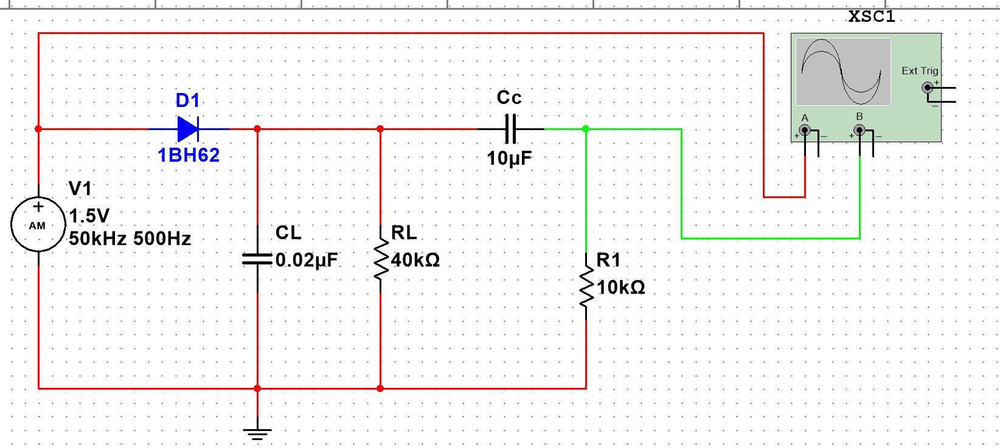 XSC1
Ext Trig
+
−
A
B
+
−
+
−
D1
1BH62
Cc
10µF
V1
+
AM
1.5V
50kHz 500Hz
CL
0.02µF
RL
40kΩ
R1
10kΩ